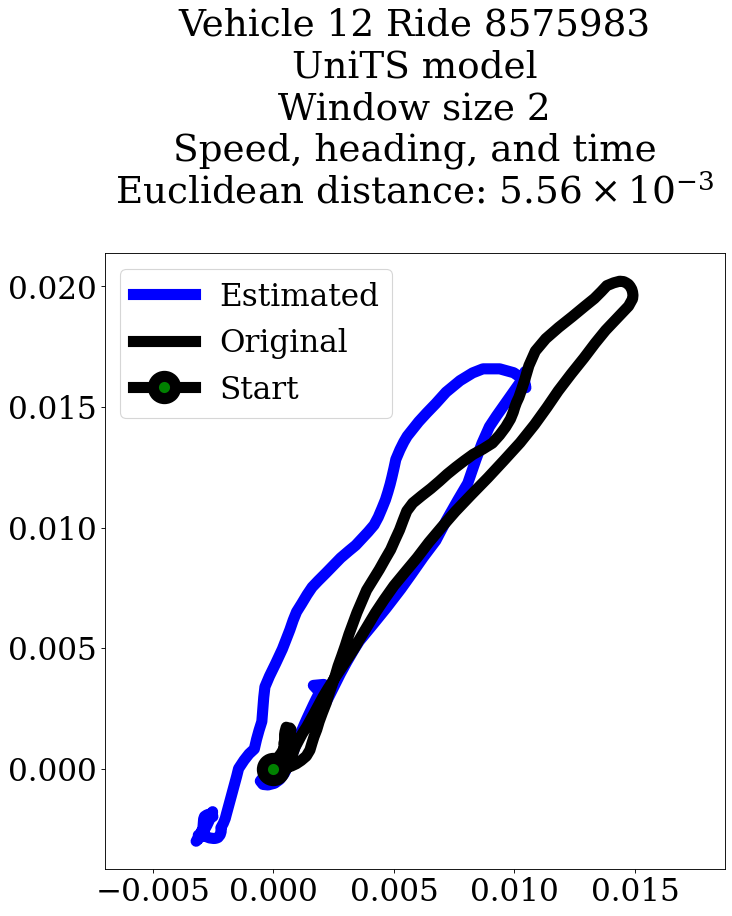 Vehicle 12 Ride 8575983
UniTS model
Window size 2
Speed, heading, and time
Euclidean distance: 5.56 × 10⁻³
Estimated
Original
Start
0.020
0.015
0.010
0.005
0.000
−0.005 0.000 0.005 0.010 0.015